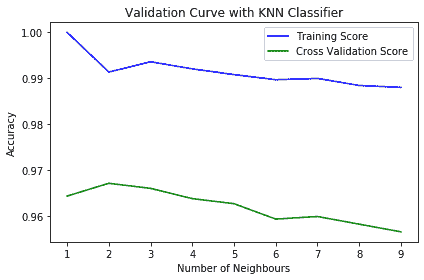 Validation Curve with KNN Classifier
Training Score
Cross Validation Score
Accuracy
1.00
0.99
0.98
0.97
0.96
1 2 3 4 5 6 7 8 9
Number of Neighbours